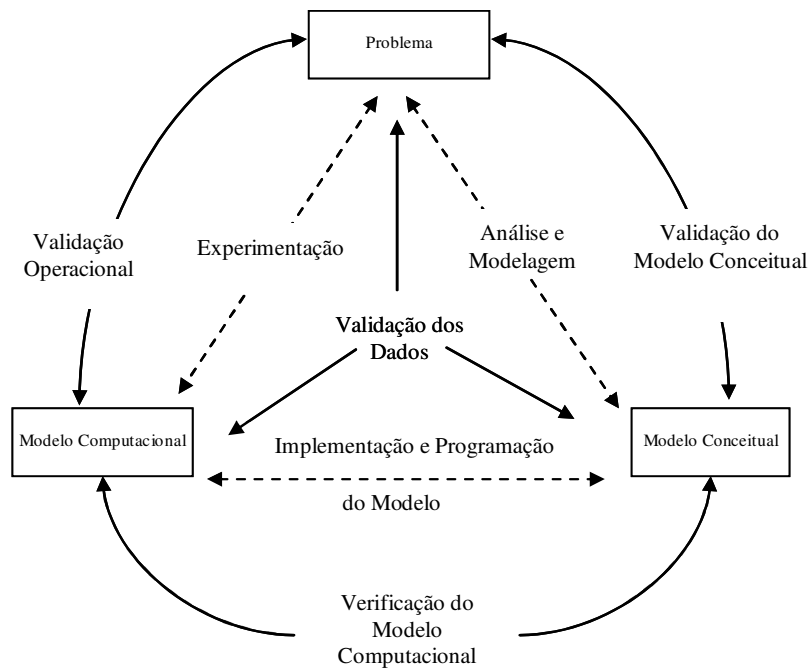 Problema
Validação
Operacional
Experimentação
Análise e
Modelagem
Validação do
Modelo Conceitual
Validação dos
Dados
Modelo Computacional
Implementação e Programação
do Modelo
Modelo Conceitual
Verificação do
Modelo
Computacional